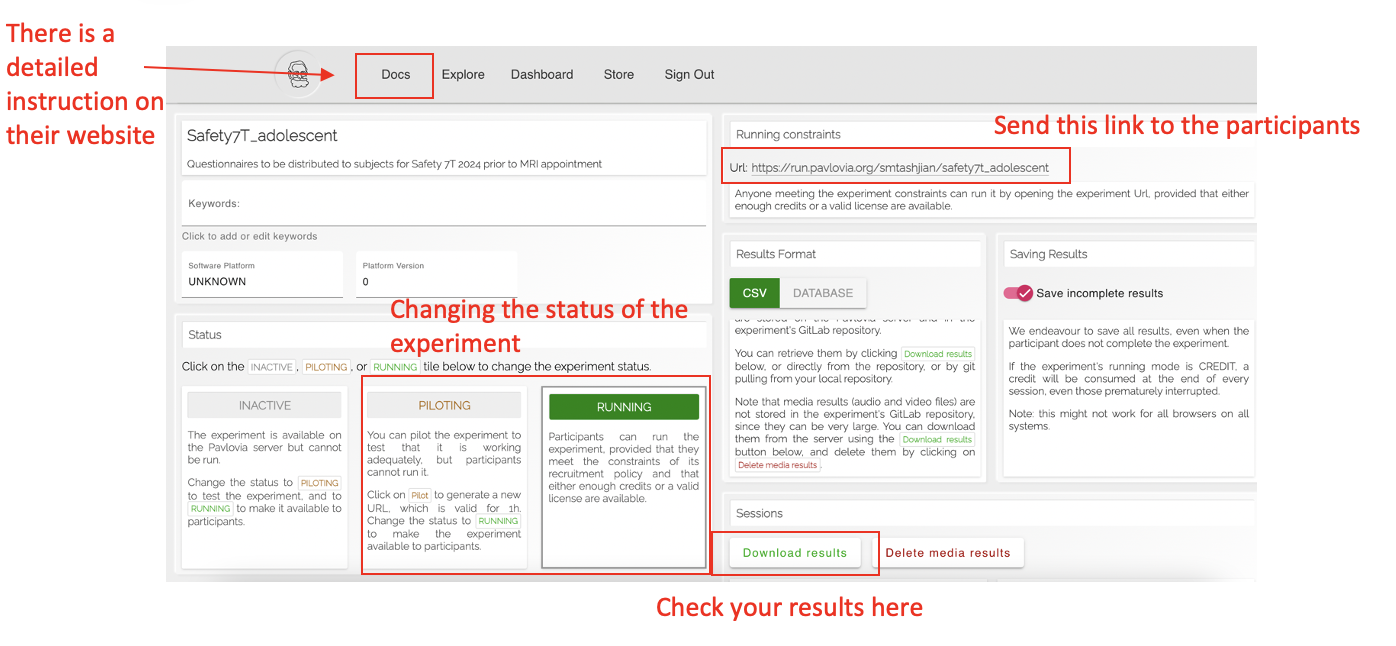 There is a
detailed
instruction on
their website
Docs
Explore
Dashboard
Store
Sign Out
Safety7T_adolescent
Questionnaires to be distributed to subjects for Safety 7T 2024 prior to MRI appointment
Keywords:
Click to add or edit keywords
Software Platform
UNKNOWN
Platform Version
0
Changing the status of the
experiment
Status
Click on the INACTIVE, PILOTING, or RUNNING tile below to change the experiment status.
INACTIVE
The experiment is available on
the Pavlovia server but cannot
be run.
Change the status to PILOTING
to test the experiment, and to
RUNNING to make it available to
participants.
PILOTING
You can pilot the experiment to
test that it is working
adequately, but participants
cannot run it.
Click on Pilot to generate a new
URL, which is valid for 1h.
Change the status to RUNNING
to make the experiment
available to participants.
RUNNING
Participants can run the
experiment, provided that they
meet the constraints of its
recruitment policy and that
either enough credits or a valid
license are available.
Running constraints
Send this link to the participants
Url: https://run.pavlovia.org/smtashjian/safety7t_adolescent
Anyone meeting the experiment constraints can run it by opening the experiment Url, provided that either
enough credits or a valid license are available.
Results Format
CSV
DATABASE
are stored on the Pavlovia server and in the
experiment's GitLab repository.
You can retrieve them by clicking Download results
below, or directly from the repository, or by git
pulling from your local repository.
Note that media results (audio and video files) are
not stored in the experiment's GitLab repository,
since they can be very large. You can download
them from the server using the Download results
button below, and delete them by clicking on
Delete media results.
Saving Results
Save incomplete results
We endeavour to save all results, even when the
participant does not complete the experiment.
If the experiment's running mode is CREDIT, a
credit will be consumed at the end of every
session, even those prematurely interrupted.
Note: this might not work for all browsers on all
systems.
Sessions
Download results
Delete media results
Check your results here